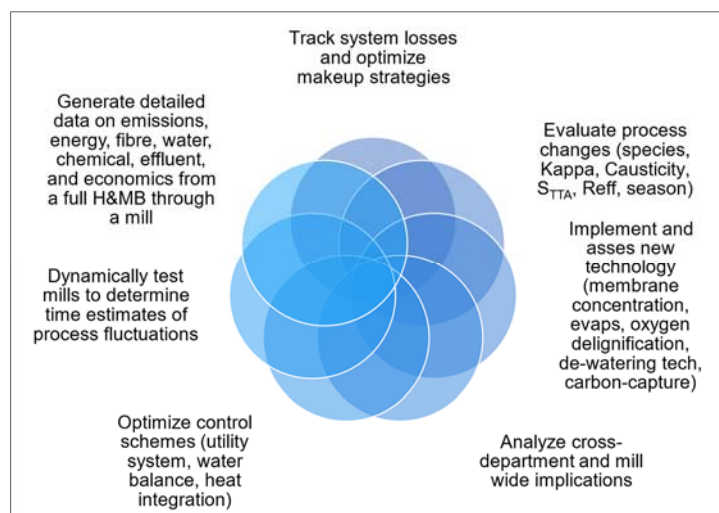 Track system losses
and optimize
makeup strategies
Generate detailed
data on emissions,
energy, fibre, water,
chemical, effluent,
and economics from
a full H&MB through
a mill
Evaluate process
changes (species,
Kappa, Causticity,
STTA, Reff, season)
Implement and
asses new
technology
(membrane
concentration,
evaps, oxygen
delignification,
de-watering tech,
carbon-capture)
Dynamically test
mills to determine
time estimates of
process fluctuations
Optimize control
schemes (utility
system, water
balance, heat
integration)
Analyze cross-
department and mill
wide implications